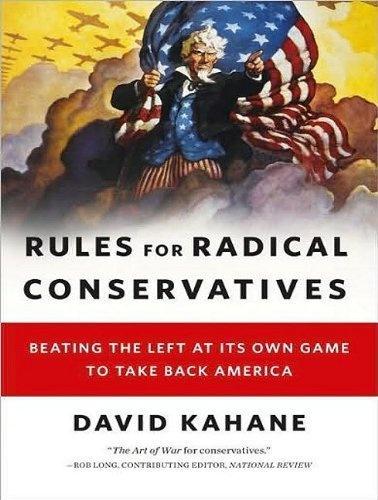 RULES FOR RADICAL
CONSERVATIVES
BEATING THE LEFT AT ITS OWN GAME
TO TAKE BACK AMERICA
DAVID KAHANE
"The Art of War for conservatives."
—ROB LONG, CONTRIBUTING EDITOR, NATIONAL REVIEW